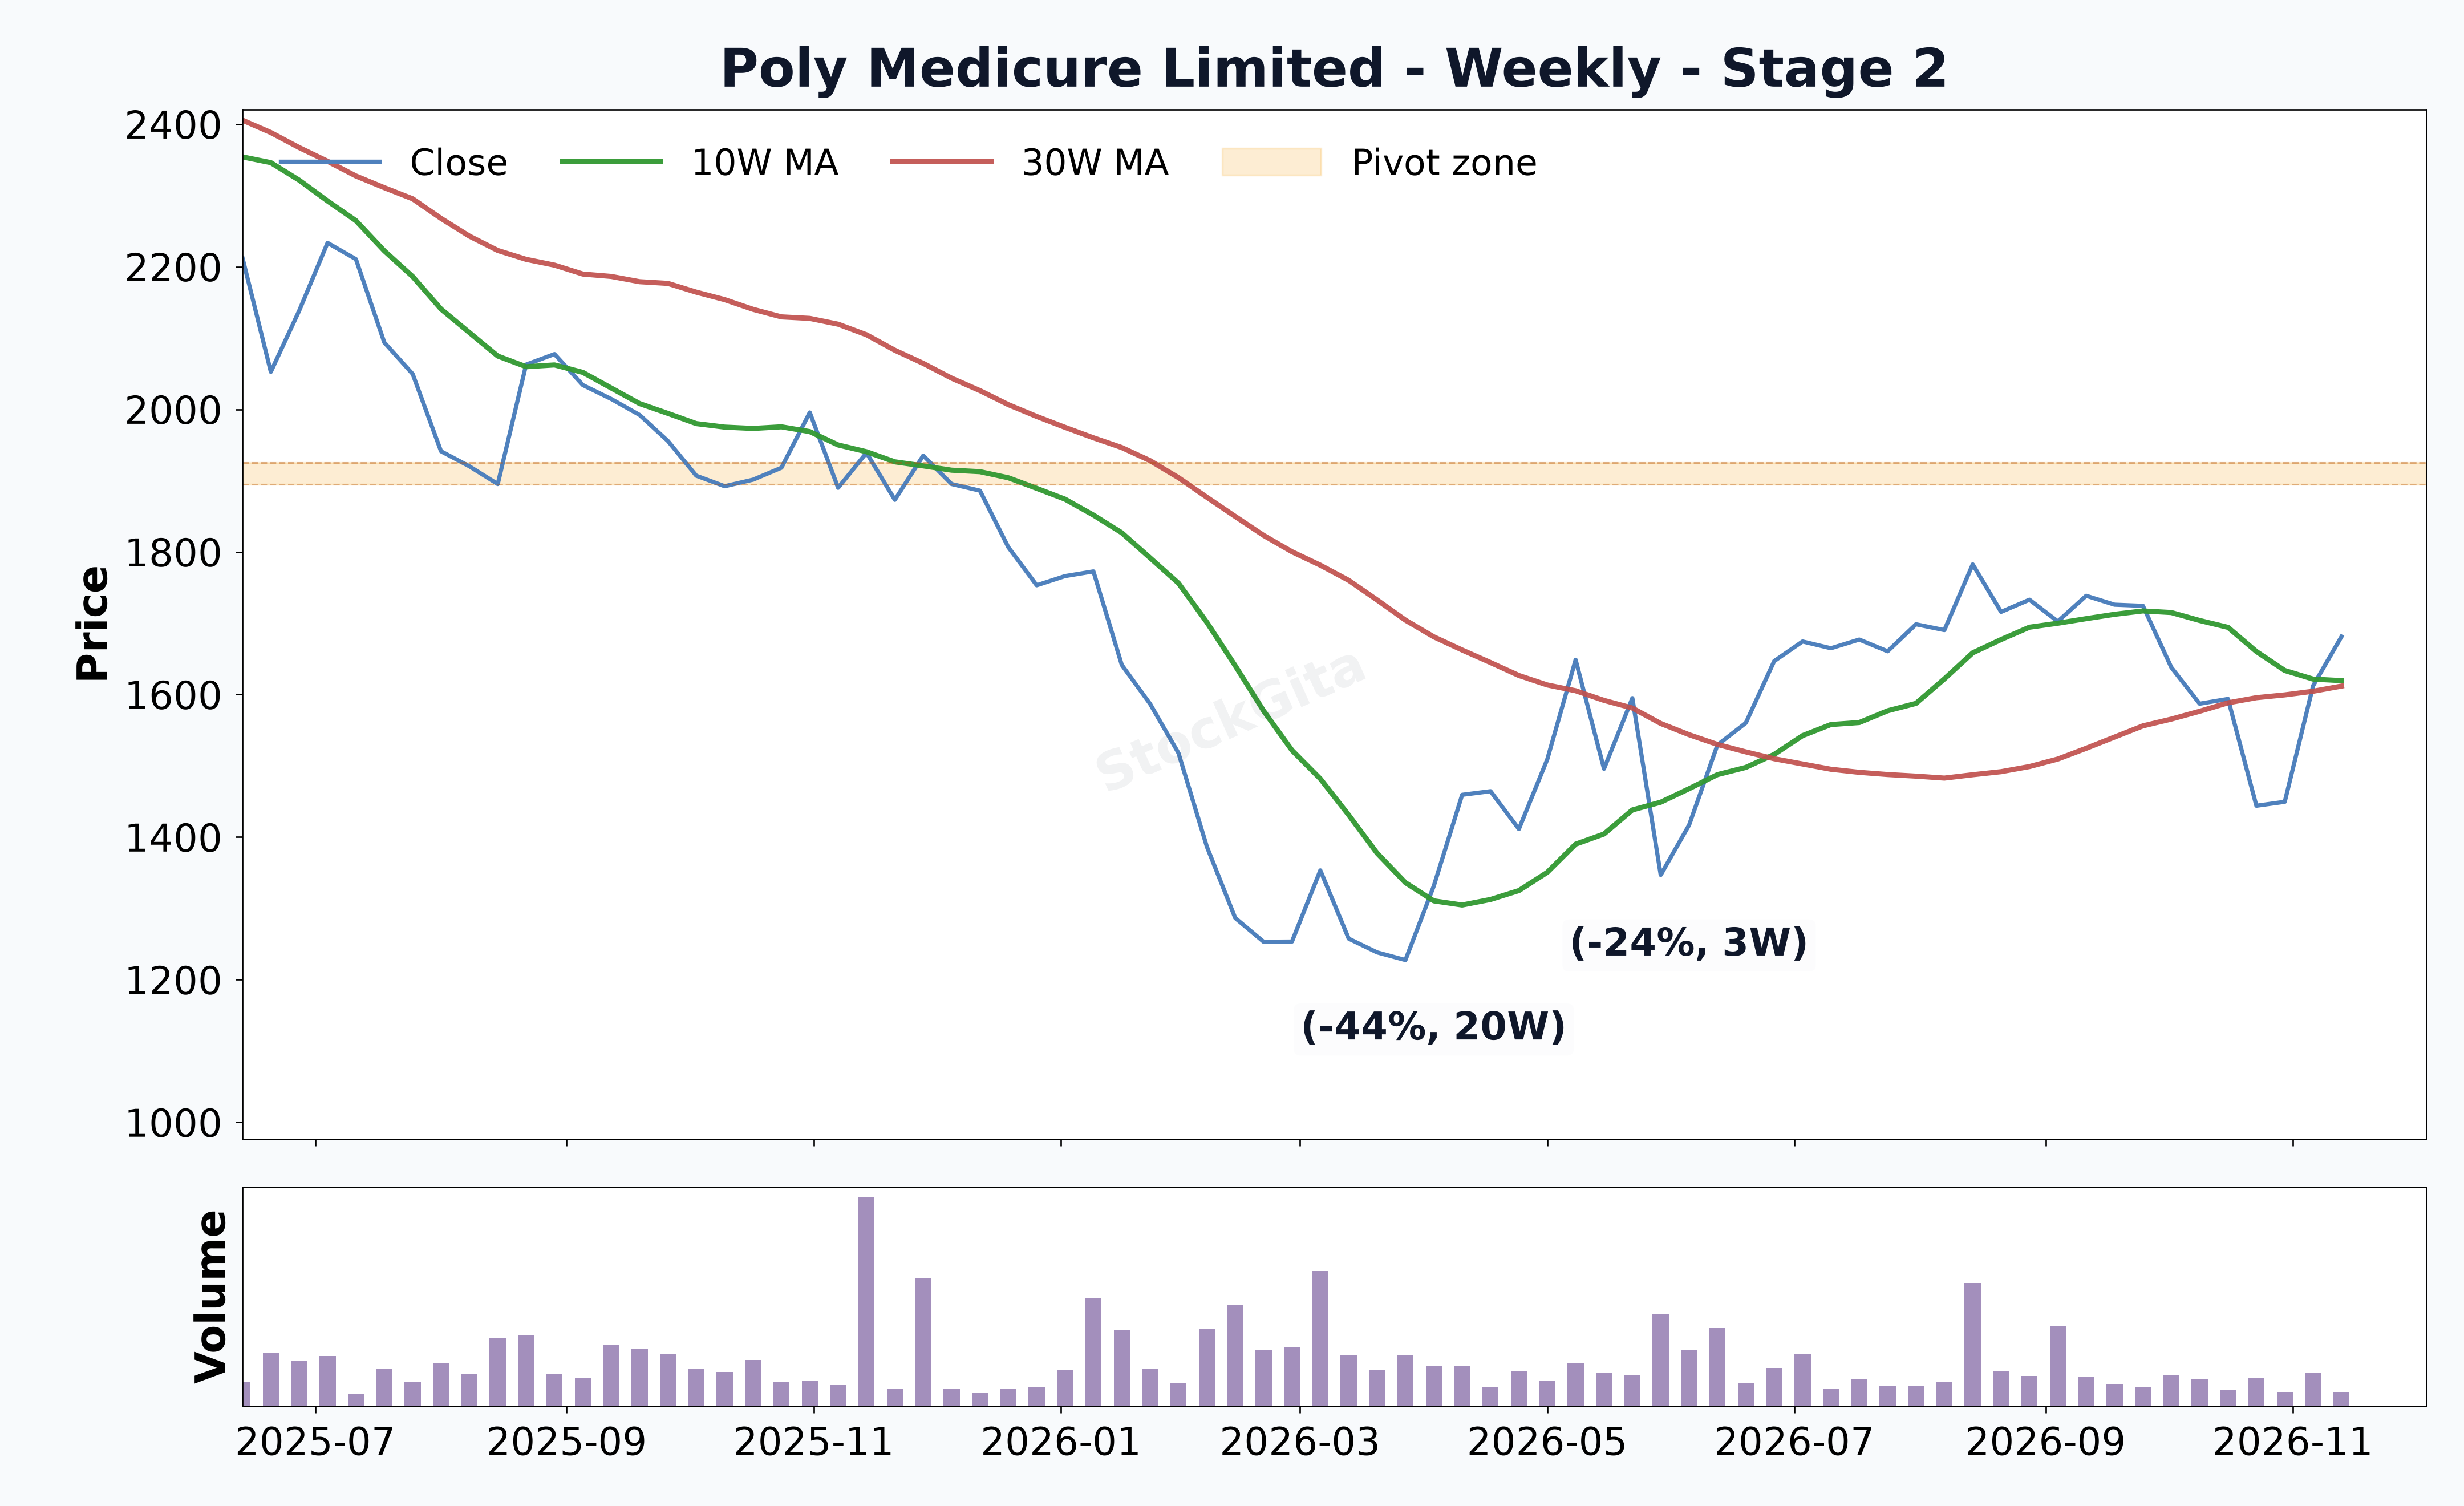 Poly Medicure Limited - Weekly - Stage 2
Close 10W MA 30W MA Pivot zone
2400
2200
2000
1800
1600
1400
1200
1000
Price
StockGita
(-24%, 3W)
(-44%, 20W)
Volume
2025-07 2025-09 2025-11 2026-01 2026-03 2026-05 2026-07 2026-09 2026-11